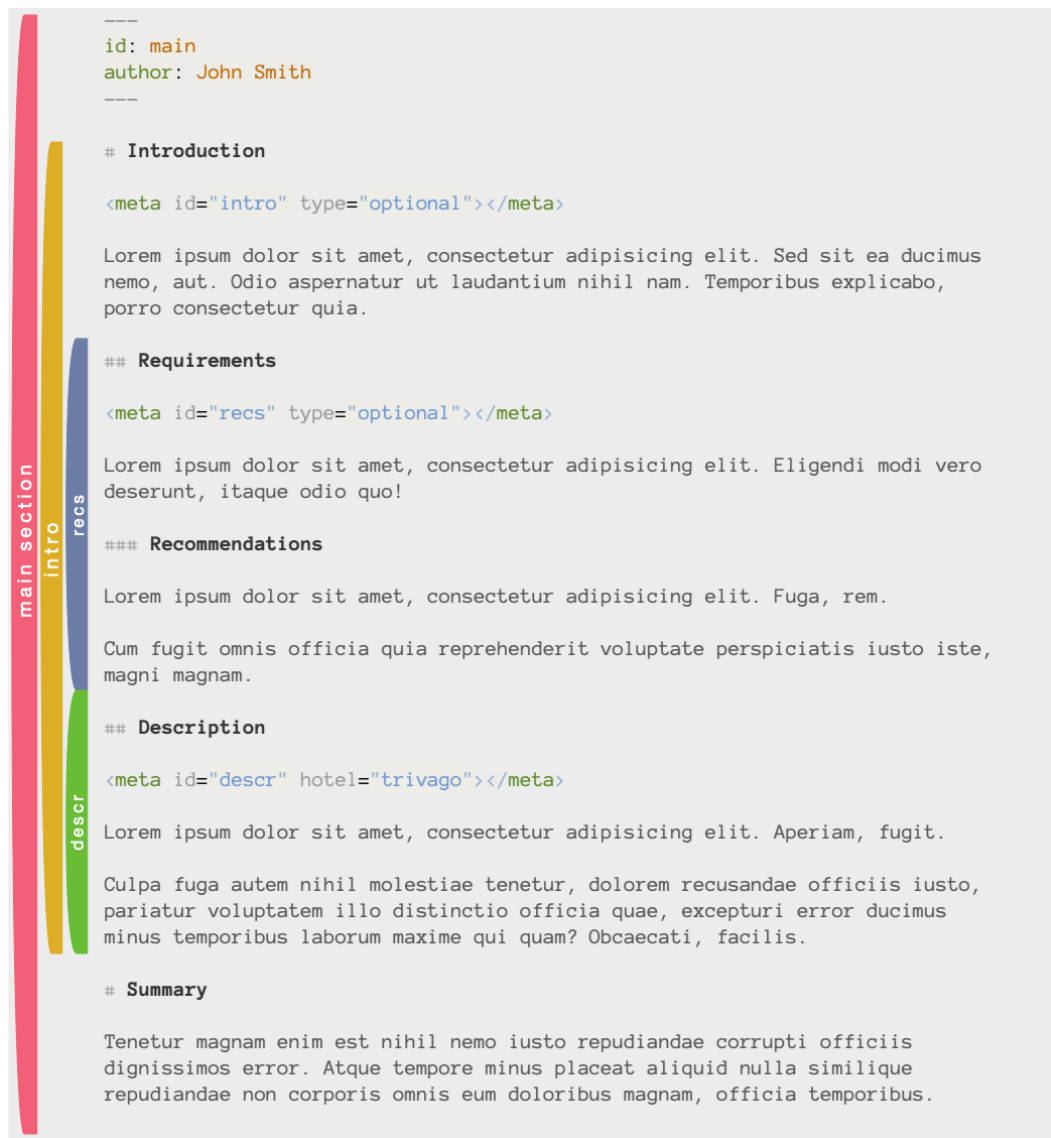 ---
id: main
author: John Smith
---
# Introduction
<meta id="intro" type="optional"></meta>
Lorem ipsum dolor sit amet, consectetur adipisicing elit. Sed sit ea ducimus
nemo, aut. Odio aspernatur ut laudantium nihil nam. Temporibus explicabo,
porro consectetur quia.
## Requirements
<meta id="recs" type="optional"></meta>
Lorem ipsum dolor sit amet, consectetur adipisicing elit. Eligendi modi vero
deserunt, itaque odio quo!
### Recommendations
Lorem ipsum dolor sit amet, consectetur adipisicing elit. Fuga, rem.
Cum fugit omnis officia quia reprehenderit voluptate perspiciatis iusto iste,
magni magnam.
## Description
<meta id="descr" hotel="trivago"></meta>
Lorem ipsum dolor sit amet, consectetur adipisicing elit. Aperiam, fugit.
Culpa fuga autem nihil molestiae tenetur, dolorem recusandae officiis iusto,
pariatur voluptatem illo distinctio officia quae, excepturi error ducimus
minus temporibus laborum maxime qui quam? Obcaecati, facilis.
# Summary
Tenetur magnam enim est nihil nemo iusto repudiandae corrupti officiis
dignissimos error. Atque tempore minus placeat aliquid nulla similique
repudiandae non corporis omnis eum doloribus magnam, officia temporibus.
main section
intro
recs
descr